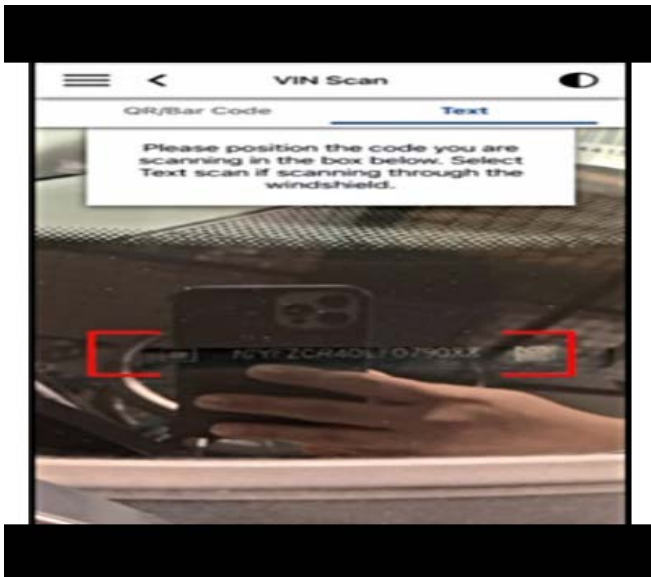 VIN Scan
QR/Bar Code
Text
Please position the code you are
scanning in the box below. Select
Text scan if scanning through the
windshield.